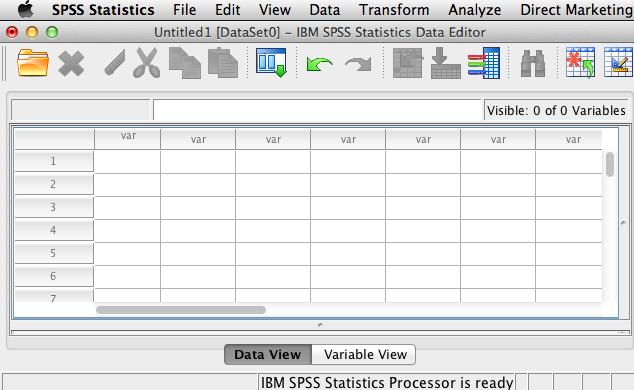 SPSS Statistics File Edit View Data Transform Analyze Direct Marketing
Untitled1 [DataSet0] – IBM SPSS Statistics Data Editor
Visible: 0 of 0 Variables
var var var var var var var
1
2
3
4
5
6
7
Data View Variable View
IBM SPSS Statistics Processor is ready